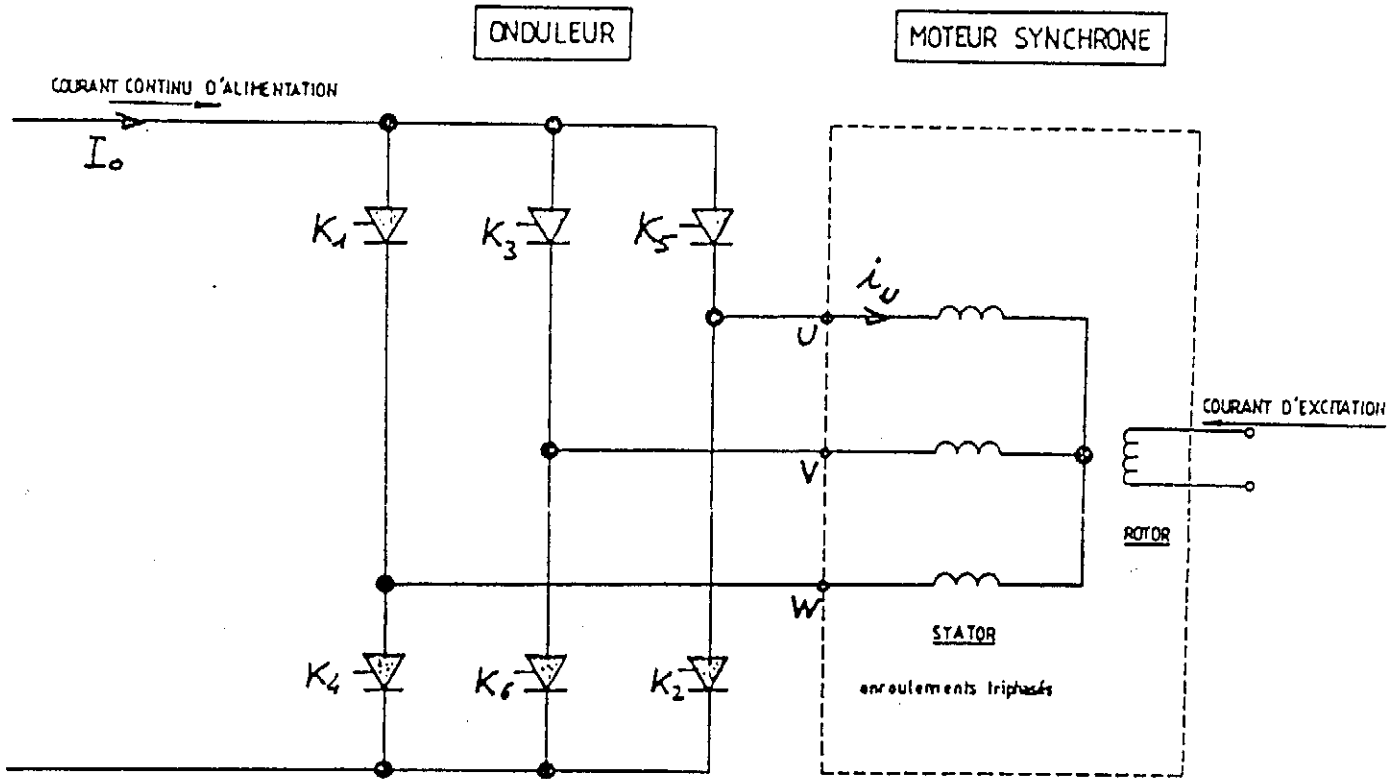 ONDULEUR
MOTEUR SYNCHRONE
COURANT CONTINU D'ALIMENTATION
I₀
K₁
K₃
K₅
i_U
U
COURANT D'EXCITATION
V
ROTOR
W
STATOR
K₄
K₆
K₂
enroulements triphasés